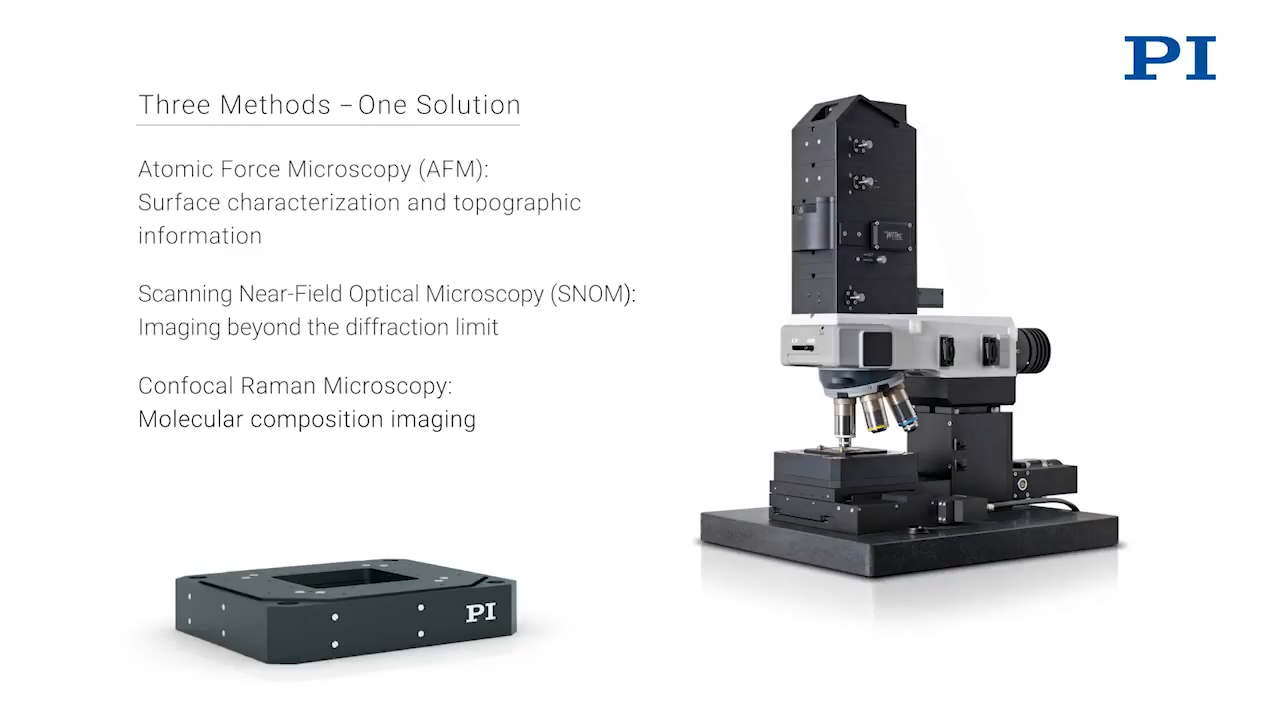 PI
Three Methods – One Solution
Atomic Force Microscopy (AFM):
Surface characterization and topographic
information
Scanning Near-Field Optical Microscopy (SNOM):
Imaging beyond the diffraction limit
Confocal Raman Microscopy:
Molecular composition imaging
WITec
PI